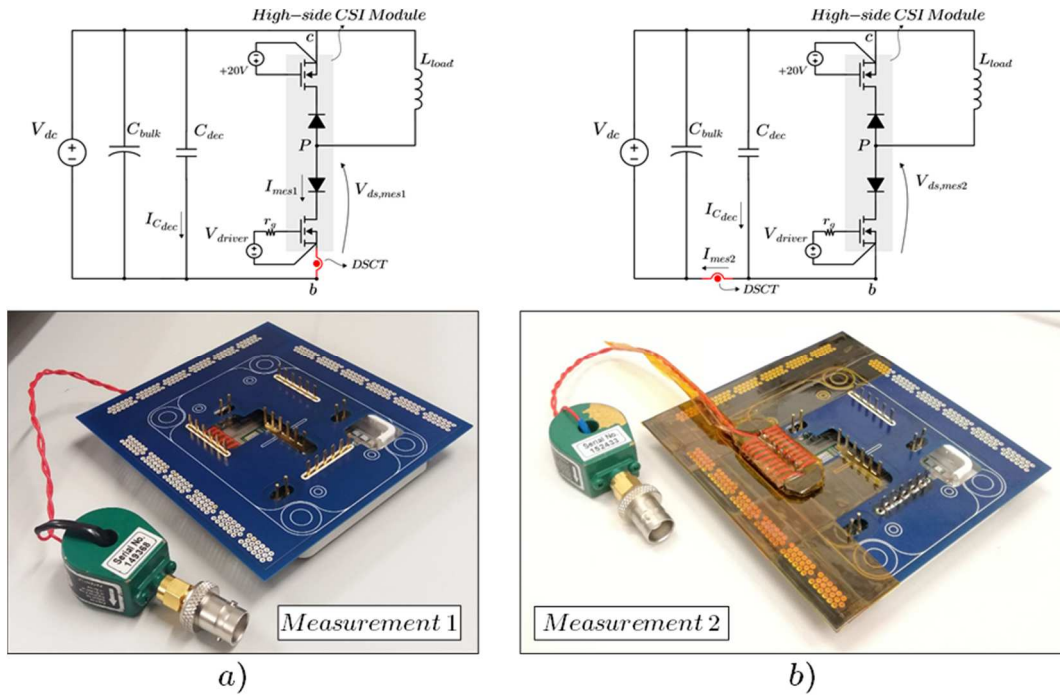 High-side CSI Module
c
+20V
L_load
V_dc
C_bulk
C_dec
P
I_mes1
V_ds,mes1
I_C_dec
V_driver
r_g
DSCT
b
High-side CSI Module
c
+20V
L_load
V_dc
C_bulk
C_dec
P
V_ds,mes2
I_C_dec
V_driver
r_g
I_mes2
DSCT
b
Serial No.
149368
Measurement 1
Serial No.
Measurement 2
a)
b)